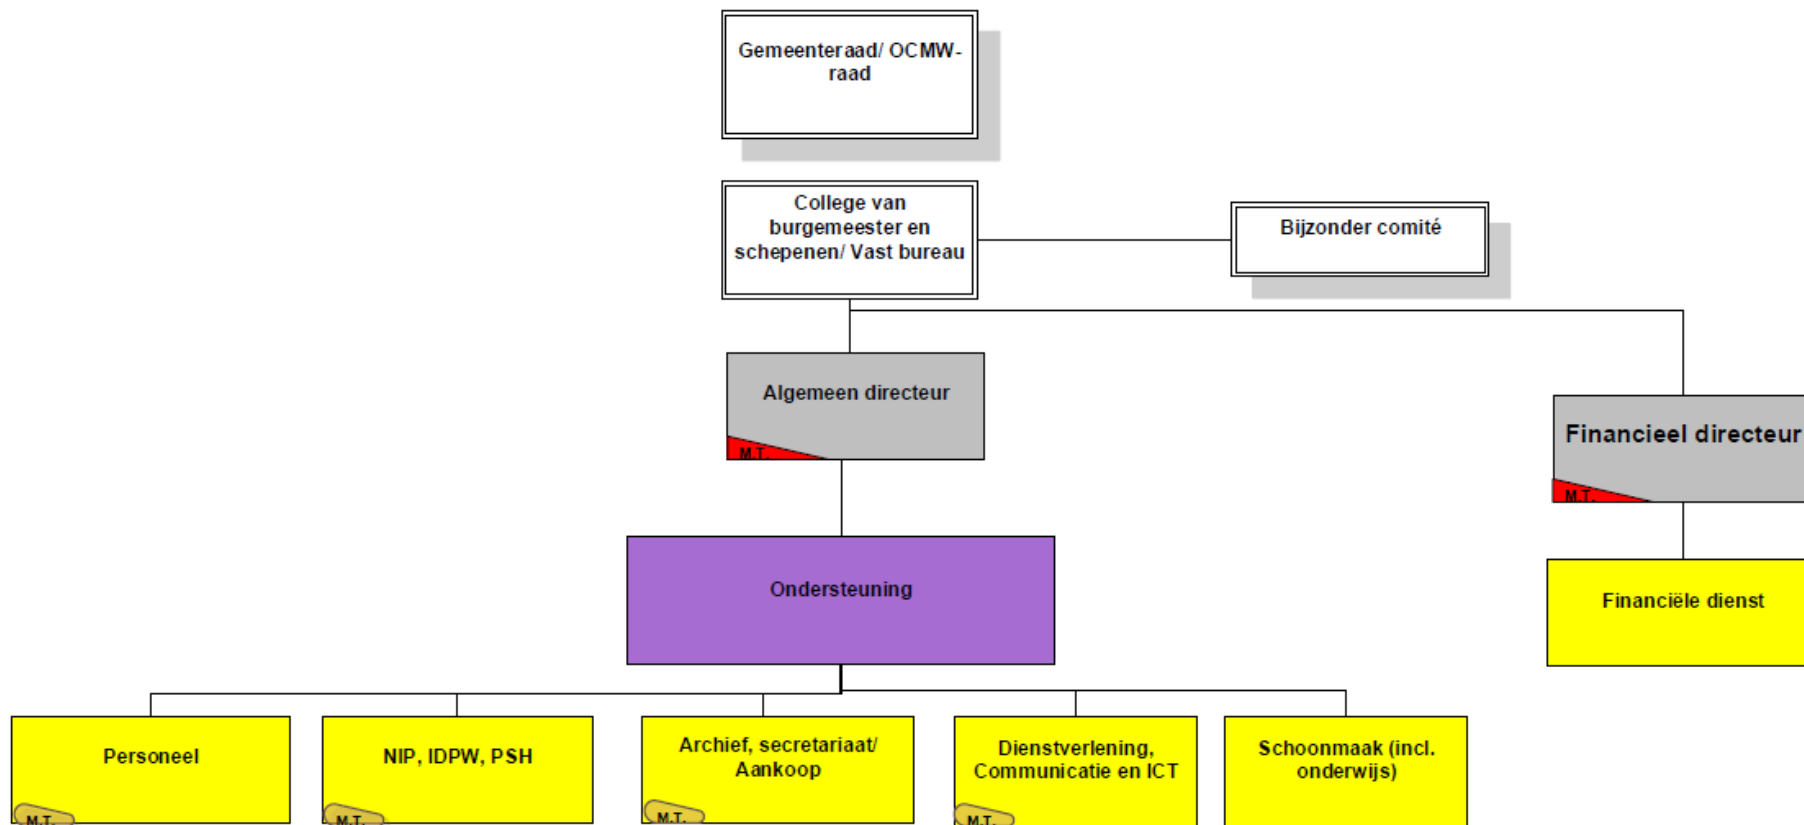 Gemeenteraad/ OCMW-
raad
College van
burgemeester en
schepenen/ Vast bureau
Bijzonder comité
Algemeen directeur
M.T.
Financieel directeur
M.T.
Ondersteuning
Financiële dienst
Personeel
M.T.
NIP, IDPW, PSH
M.T.
Archief, secretariaat/
Aankoop
M.T.
Dienstverlening,
Communicatie en ICT
M.T.
Schoonmaak (incl.
onderwijs)